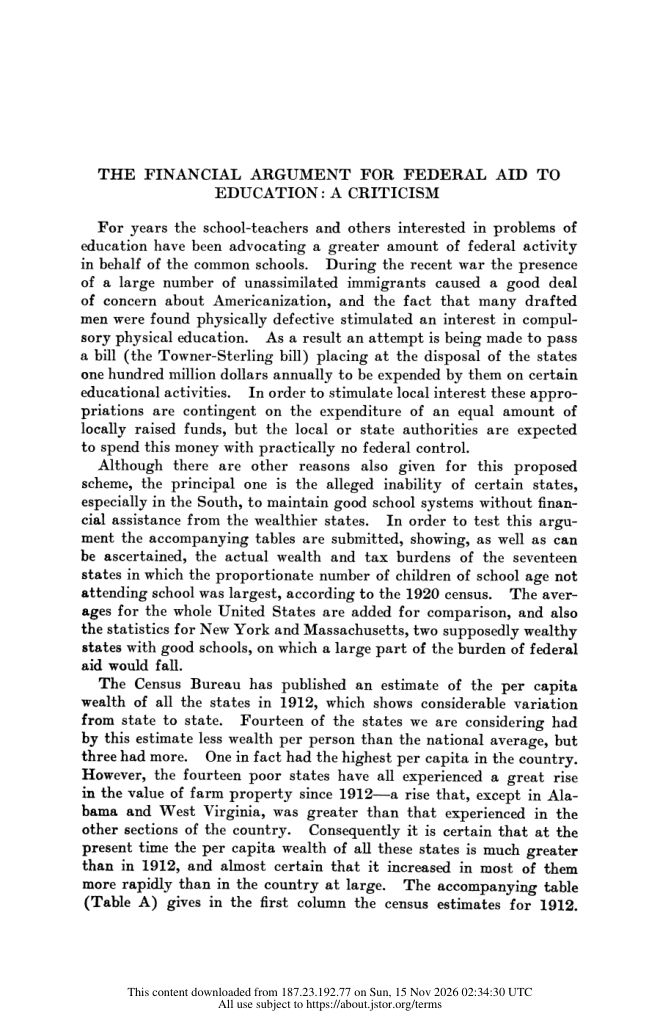 THE FINANCIAL ARGUMENT FOR FEDERAL AID TO
EDUCATION: A CRITICISM
For years the school-teachers and others interested in problems of
education have been advocating a greater amount of federal activity
in behalf of the common schools. During the recent war the presence
of a large number of unassimilated immigrants caused a good deal
of concern about Americanization, and the fact that many drafted
men were found physically defective stimulated an interest in compul-
sory physical education. As a result an attempt is being made to pass
a bill (the Towner-Sterling bill) placing at the disposal of the states
one hundred million dollars annually to be expended by them on certain
educational activities. In order to stimulate local interest these appro-
priations are contingent on the expenditure of an equal amount of
locally raised funds, but the local or state authorities are expected
to spend this money with practically no federal control.
Although there are other reasons also given for this proposed
scheme, the principal one is the alleged inability of certain states,
especially in the South, to maintain good school systems without finan-
cial assistance from the wealthier states. In order to test this argu-
ment the accompanying tables are submitted, showing, as well as can
be ascertained, the actual wealth and tax burdens of the seventeen
states in which the proportionate number of children of school age not
attending school was largest, according to the 1920 census. The aver-
ages for the whole United States are added for comparison, and also
the statistics for New York and Massachusetts, two supposedly wealthy
states with good schools, on which a large part of the burden of federal
aid would fall.
The Census Bureau has published an estimate of the per capita
wealth of all the states in 1912, which shows considerable variation
from state to state. Fourteen of the states we are considering had
by this estimate less wealth per person than the national average, but
three had more. One in fact had the highest per capita in the country.
However, the fourteen poor states have all experienced a great rise
in the value of farm property since 1912—a rise that, except in Ala-
bama and West Virginia, was greater than that experienced in the
other sections of the country. Consequently it is certain that at the
present time the per capita wealth of all these states is much greater
than in 1912, and almost certain that it increased in most of them
more rapidly than in the country at large. The accompanying table
(Table A) gives in the first column the census estimates for 1912.
This content downloaded from 187.23.192.77 on Sun, 15 Nov 2026 02:34:30 UTC
All use subject to https://about.jstor.org/terms